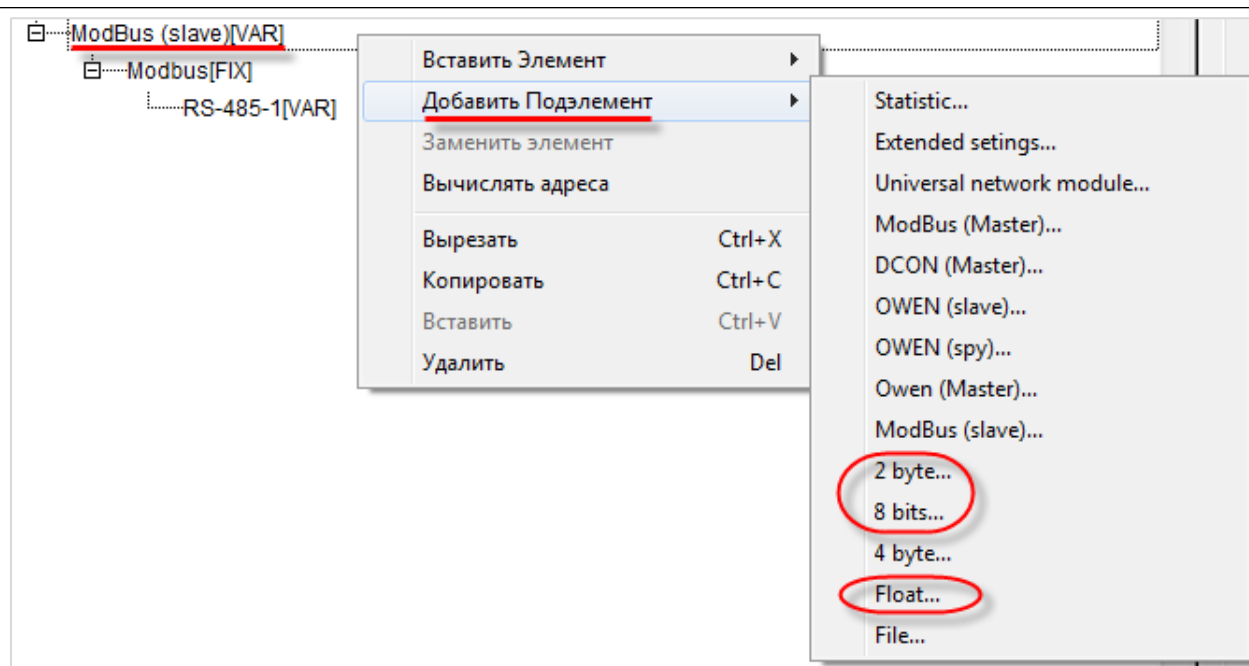 ModBus (slave)[VAR]
Modbus[FIX]
RS-485-1[VAR]
Вставить Элемент
Добавить Подэлемент
Заменить элемент
Вычислять адреса
Вырезать Ctrl+X
Копировать Ctrl+C
Вставить Ctrl+V
Удалить Del
Statistic...
Extended setings...
Universal network module...
ModBus (Master)...
DCON (Master)...
OWEN (slave)...
OWEN (spy)...
Owen (Master)...
ModBus (slave)...
2 byte...
8 bits...
4 byte...
Float...
File...